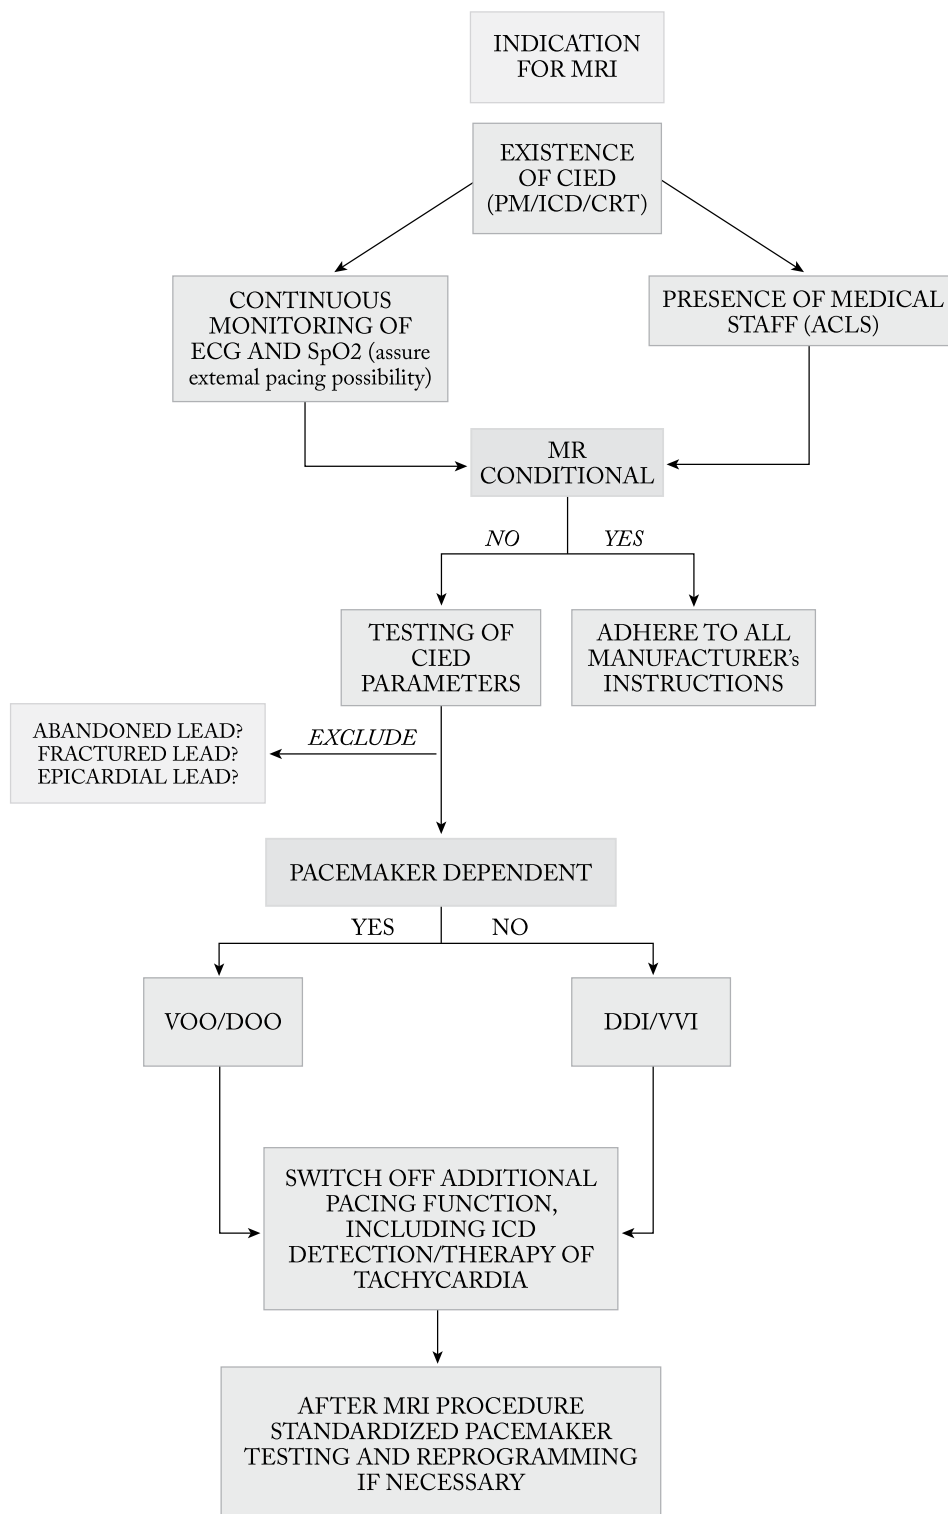 INDICATION
FOR MRI
EXISTENCE
OF CIED
(PM/ICD/CRT)
CONTINUOUS
MONITORING OF
ECG AND SpO2 (assure
extemal pacing possibility)
PRESENCE OF MEDICAL
STAFF (ACLS)
MR
CONDITIONAL
NO
YES
TESTING OF
CIED
PARAMETERS
ADHERE TO ALL
MANUFACTURER's
INSTRUCTIONS
EXCLUDE
ABANDONED LEAD?
FRACTURED LEAD?
EPICARDIAL LEAD?
PACEMAKER DEPENDENT
YES
NO
VOO/DOO
DDI/VVI
SWITCH OFF ADDITIONAL
PACING FUNCTION,
INCLUDING ICD
DETECTION/THERAPY OF
TACHYCARDIA
AFTER MRI PROCEDURE
STANDARDIZED PACEMAKER
TESTING AND REPROGRAMMING
IF NECESSARY